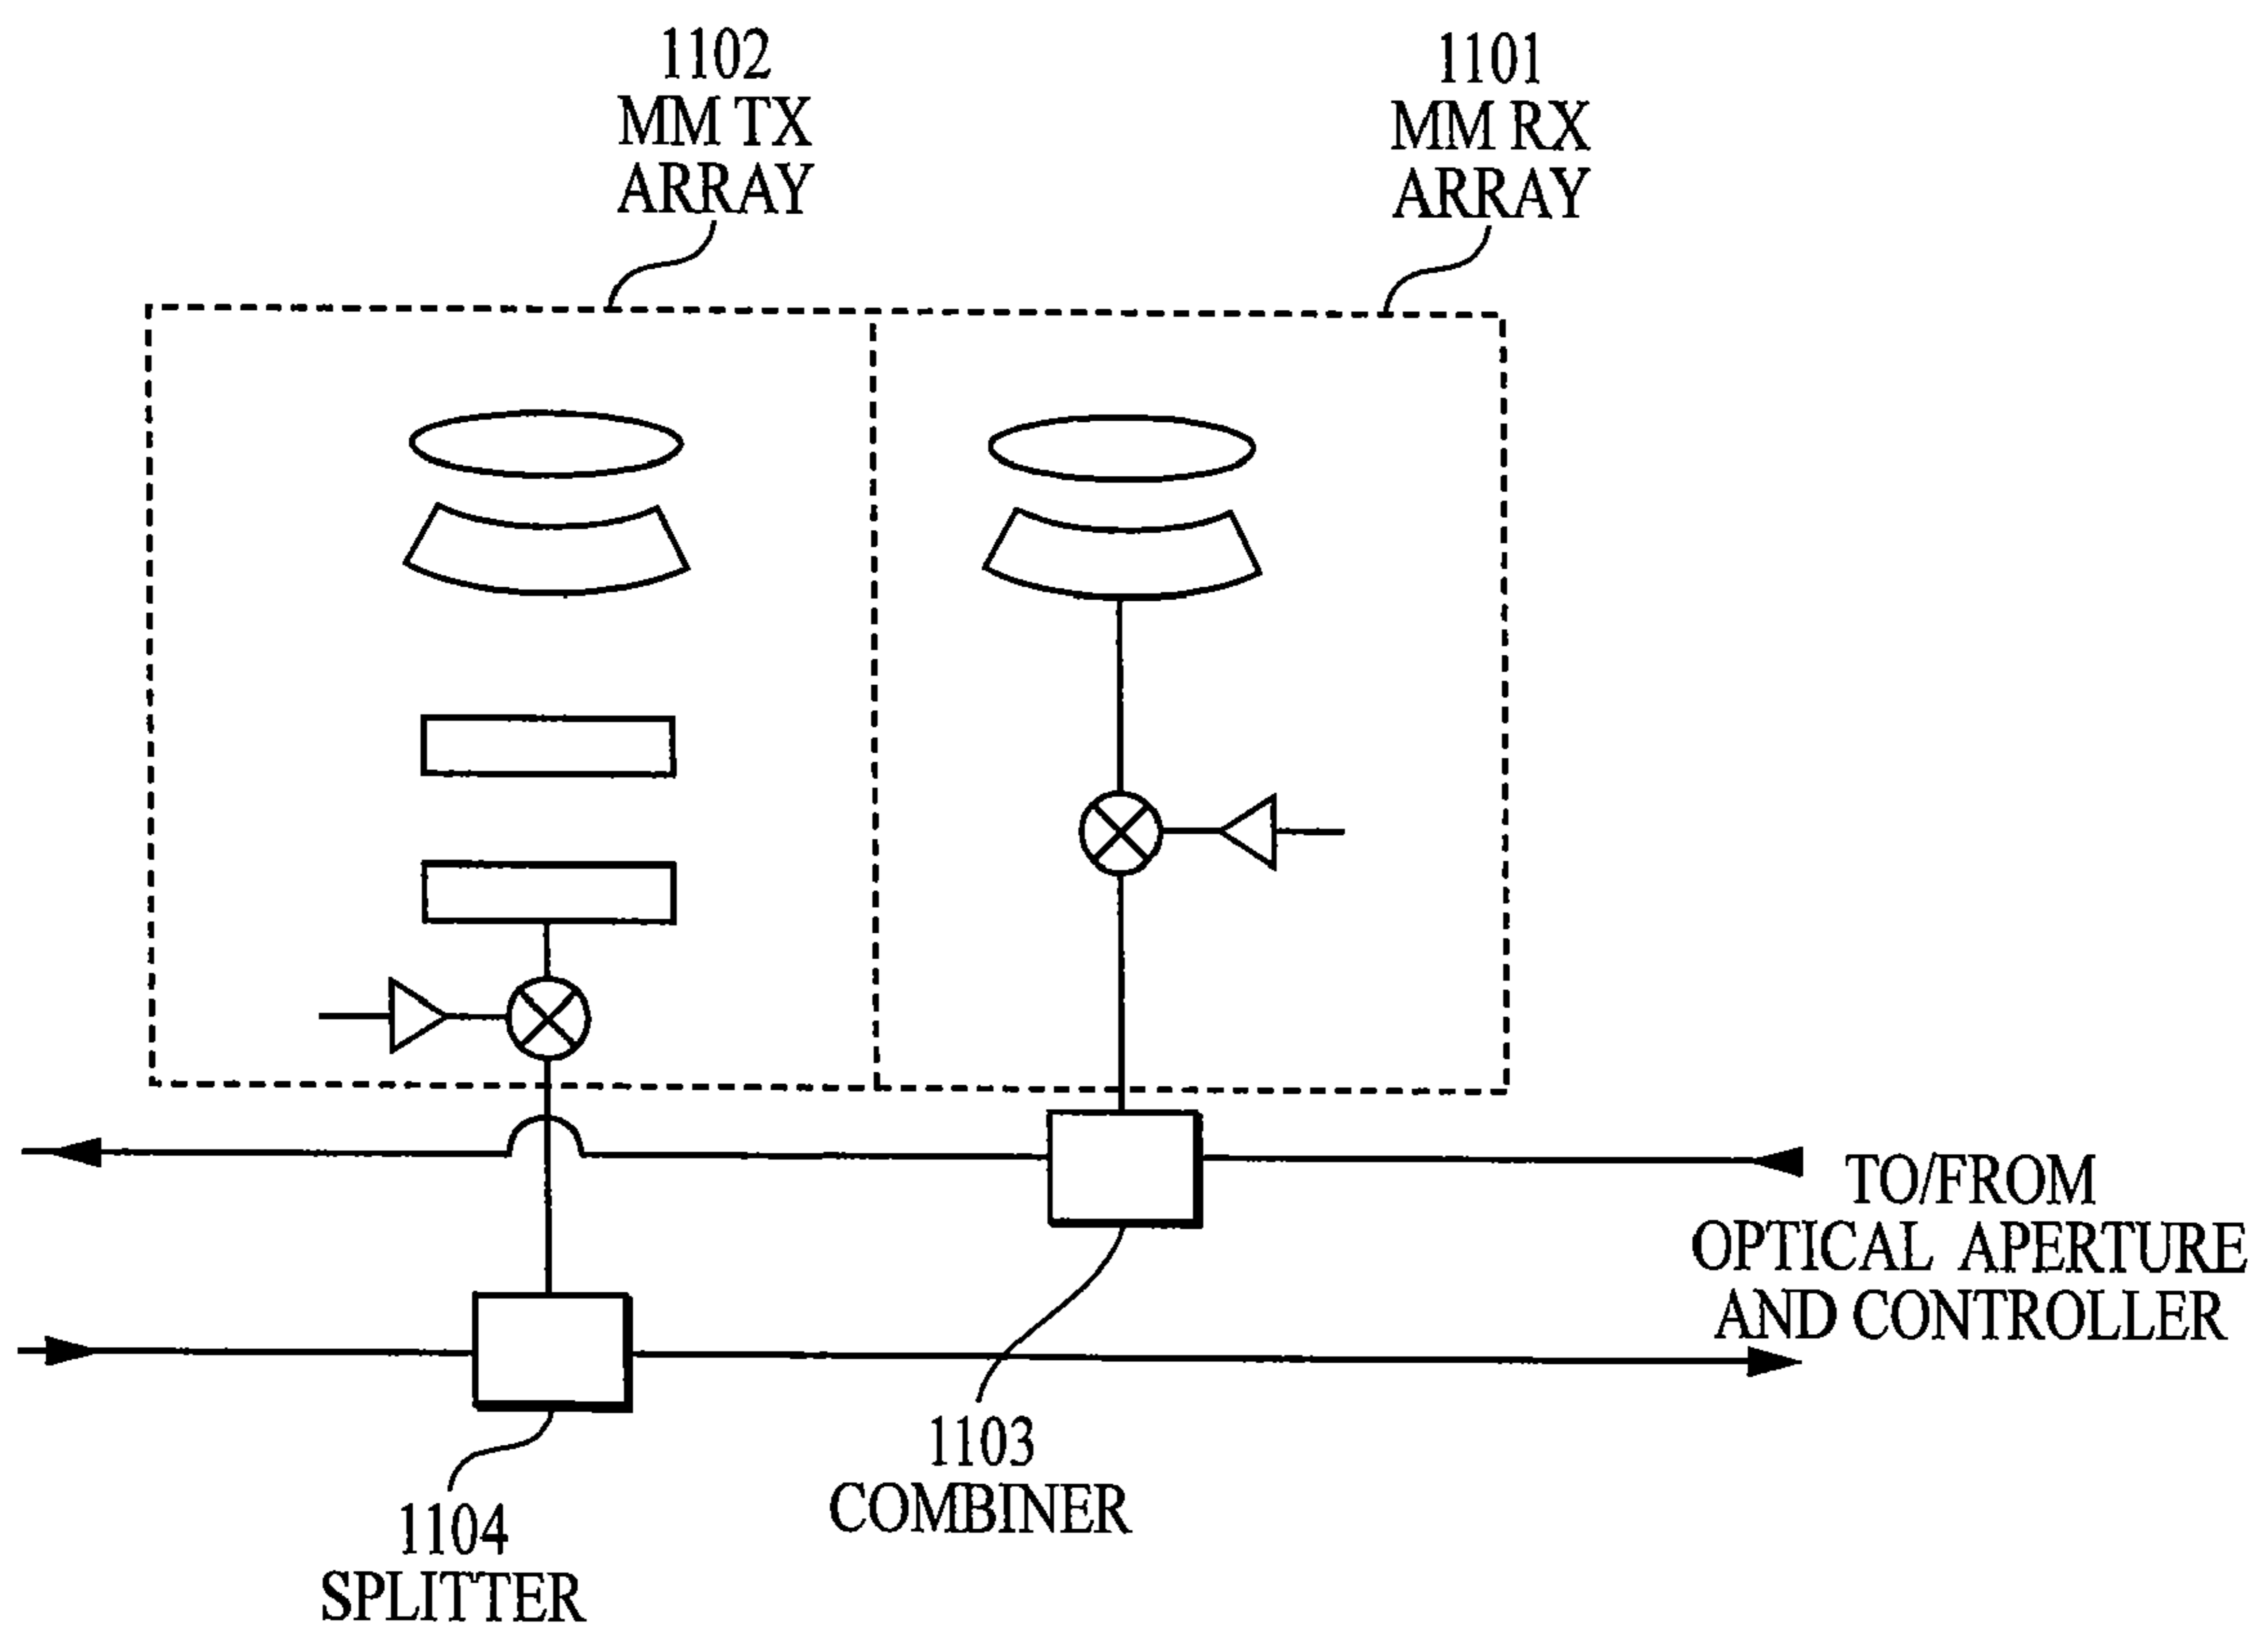 1102
MM TX
ARRAY
1101
MM RX
ARRAY
TO/FROM
OPTICAL APERTURE
AND CONTROLLER
1103
COMBINER
1104
SPLITTER